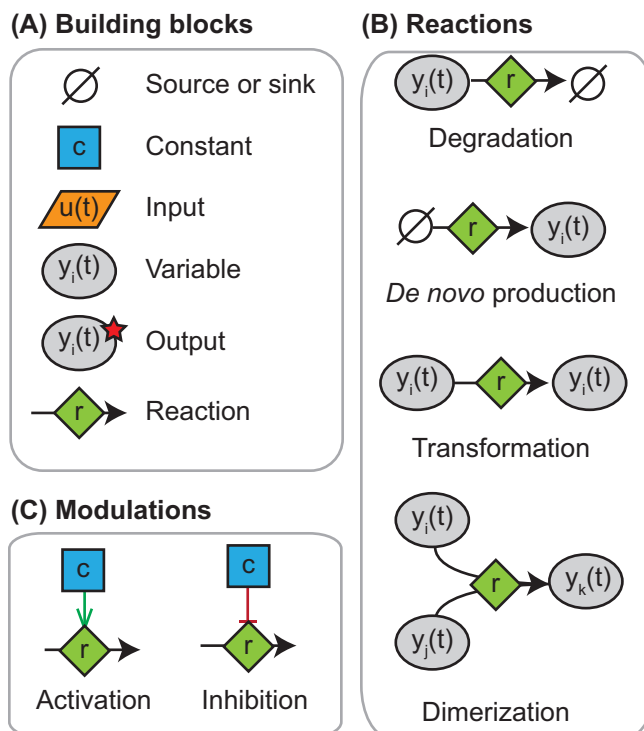 (A) Building blocks
Source or sink
c
Constant
u(t)
Input
yᵢ(t)
Variable
yᵢ(t)
Output
r
Reaction
(B) Reactions
yᵢ(t)
r
Degradation
r
yᵢ(t)
De novo production
yᵢ(t)
r
yᵢ(t)
Transformation
yᵢ(t)
r
yₖ(t)
yⱼ(t)
Dimerization
(C) Modulations
c
c
r
r
Activation
Inhibition